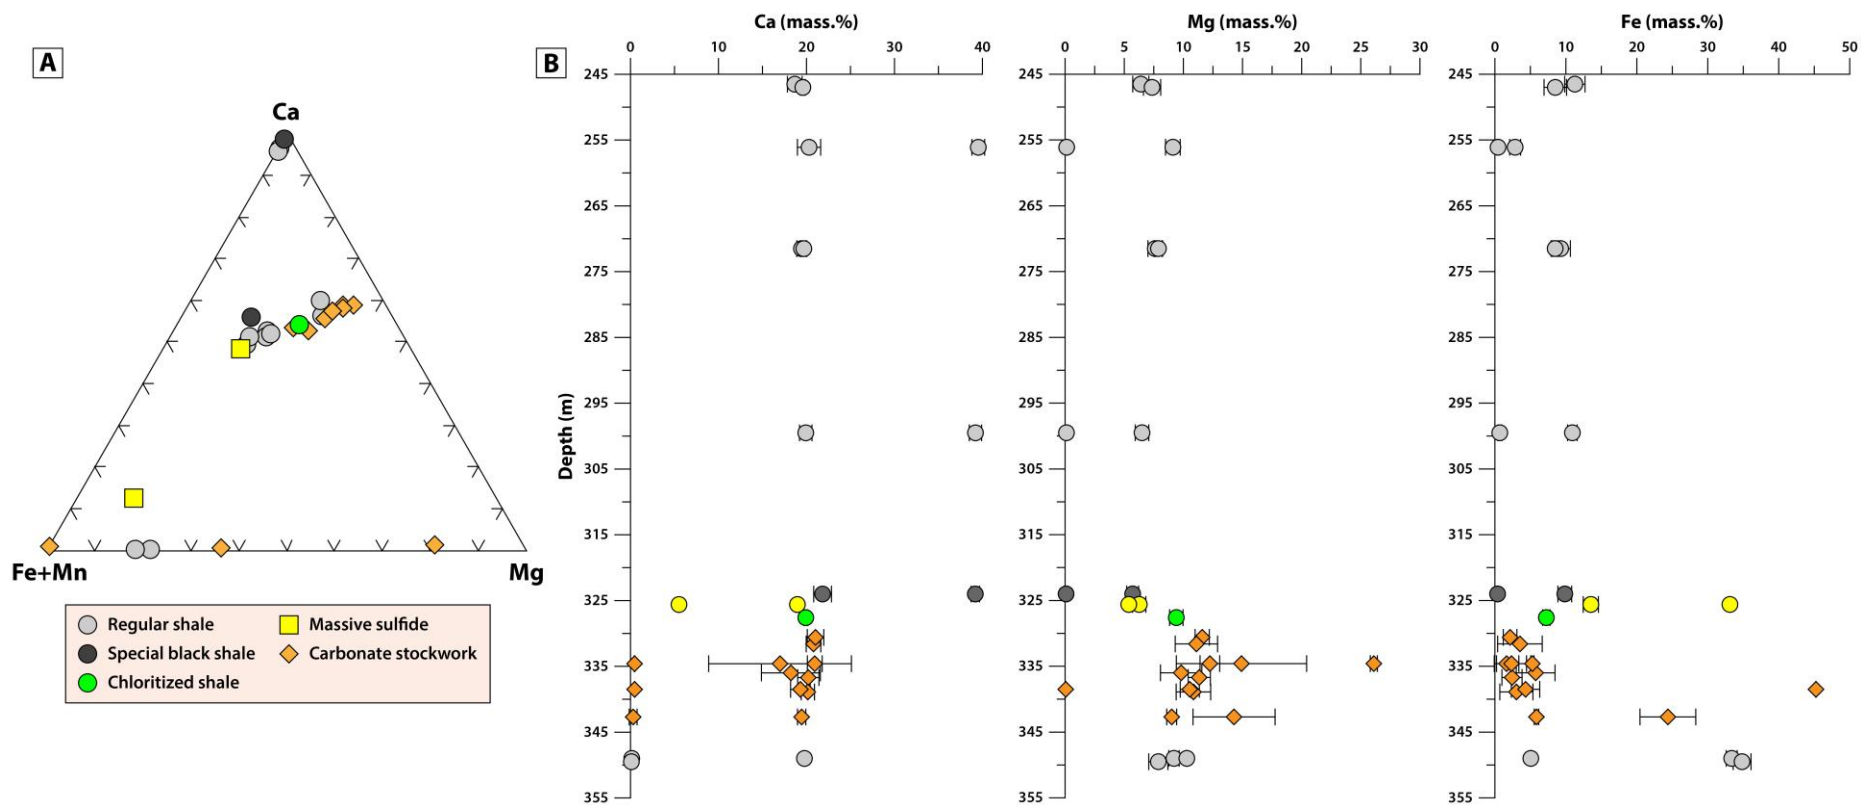 A
Ca
Fe+Mn
Mg
Regular shale
Massive sulfide
Special black shale
Carbonate stockwork
Chloritized shale
B
Ca (mass.%)
0 10 20 30 40
Depth (m)
245
255
265
275
285
295
305
315
325
335
345
355
Mg (mass.%)
0 5 10 15 20 25 30
245
255
265
275
285
295
305
315
325
335
345
355
Fe (mass.%)
0 10 20 30 40 50
245
255
265
275
285
295
305
315
325
335
345
355